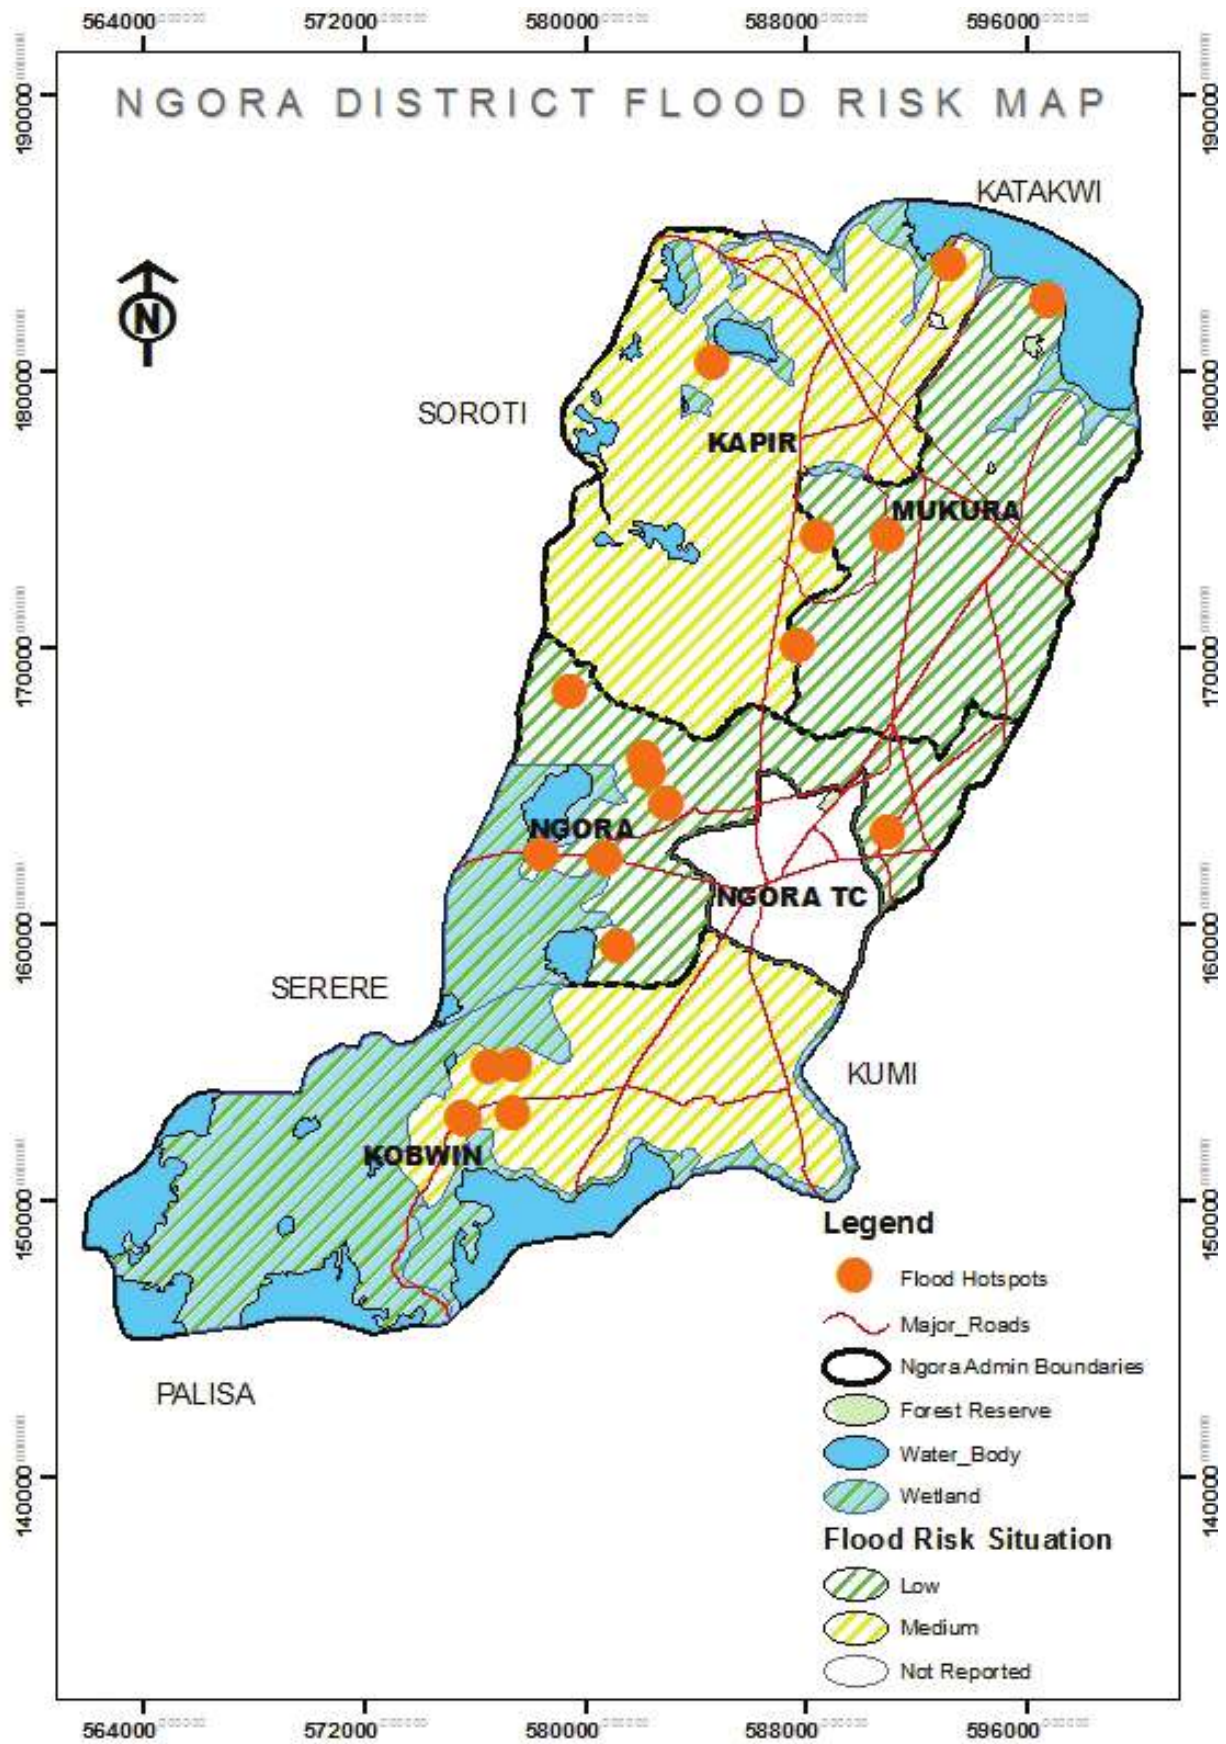 564000 572000 580000 588000 596000
NGORA DISTRICT FLOOD RISK MAP
190000 190000
KATAKWI
180000 180000
SOROTI
KAPIR
MUKURA
170000 170000
NGORA
NGORA TC
160000 160000
SERERE
KUMI
KOBWIN
150000 150000
PALISA
140000 140000
N
Legend
Flood Hotspots
Major_Roads
Ngora Admin Boundaries
Forest Reserve
Water_Body
Wetland
Flood Risk Situation
Low
Medium
Not Reported
564000 572000 580000 588000 596000